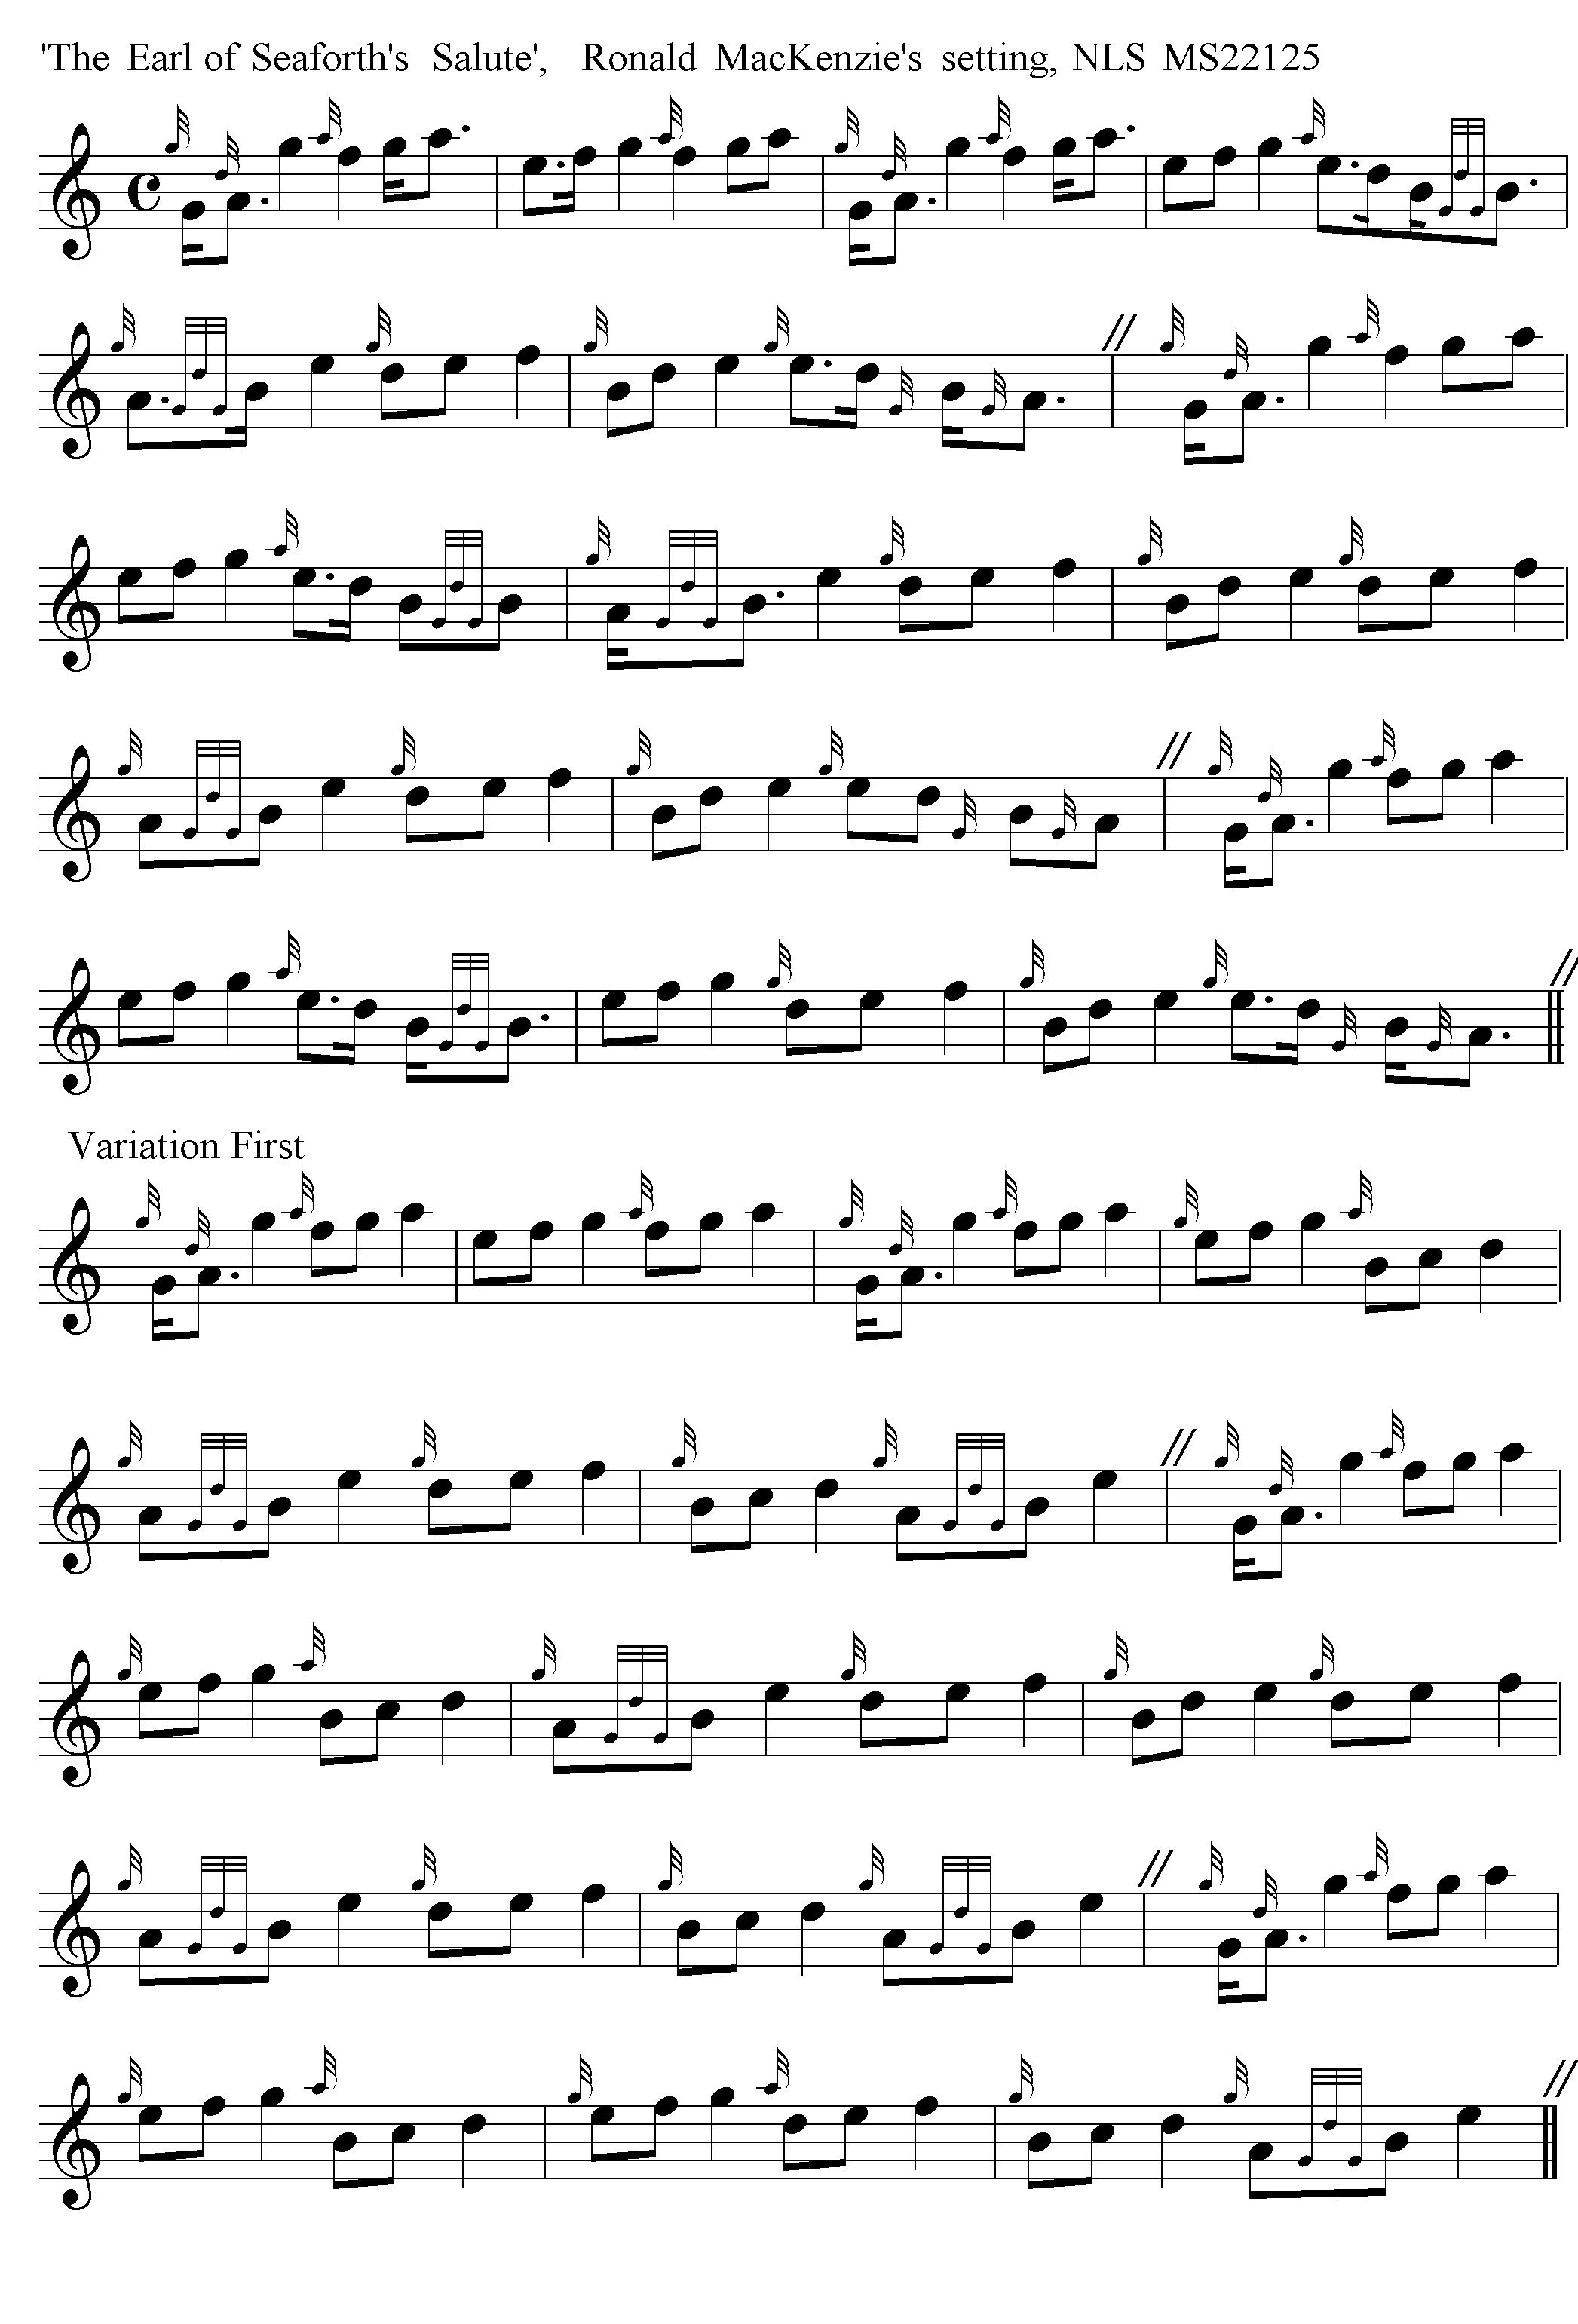 'The Earl of Seaforth's Salute', Ronald MacKenzie's setting, NLS MS22125
Variation First